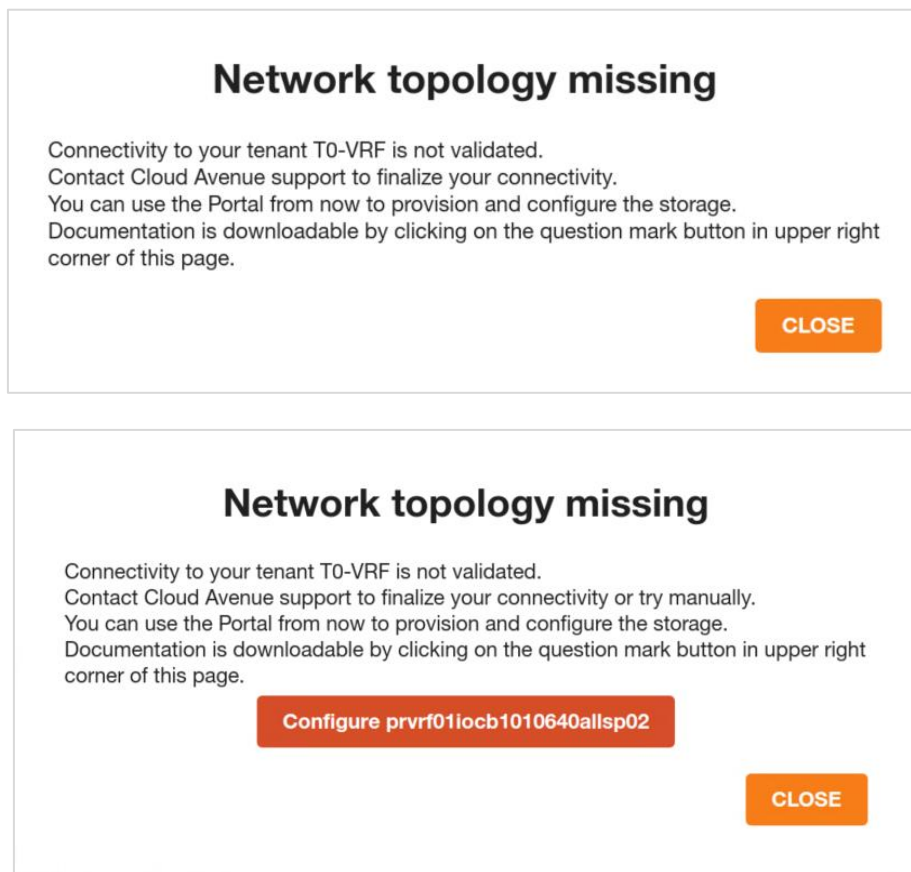 Network topology missing
Connectivity to your tenant T0-VRF is not validated.
Contact Cloud Avenue support to finalize your connectivity.
You can use the Portal from now to provision and configure the storage.
Documentation is downloadable by clicking on the question mark button in upper right
corner of this page.
CLOSE
Network topology missing
Connectivity to your tenant T0-VRF is not validated.
Contact Cloud Avenue support to finalize your connectivity or try manually.
You can use the Portal from now to provision and configure the storage.
Documentation is downloadable by clicking on the question mark button in upper right
corner of this page.
Configure prvrf01iocb1010640allsp02
CLOSE